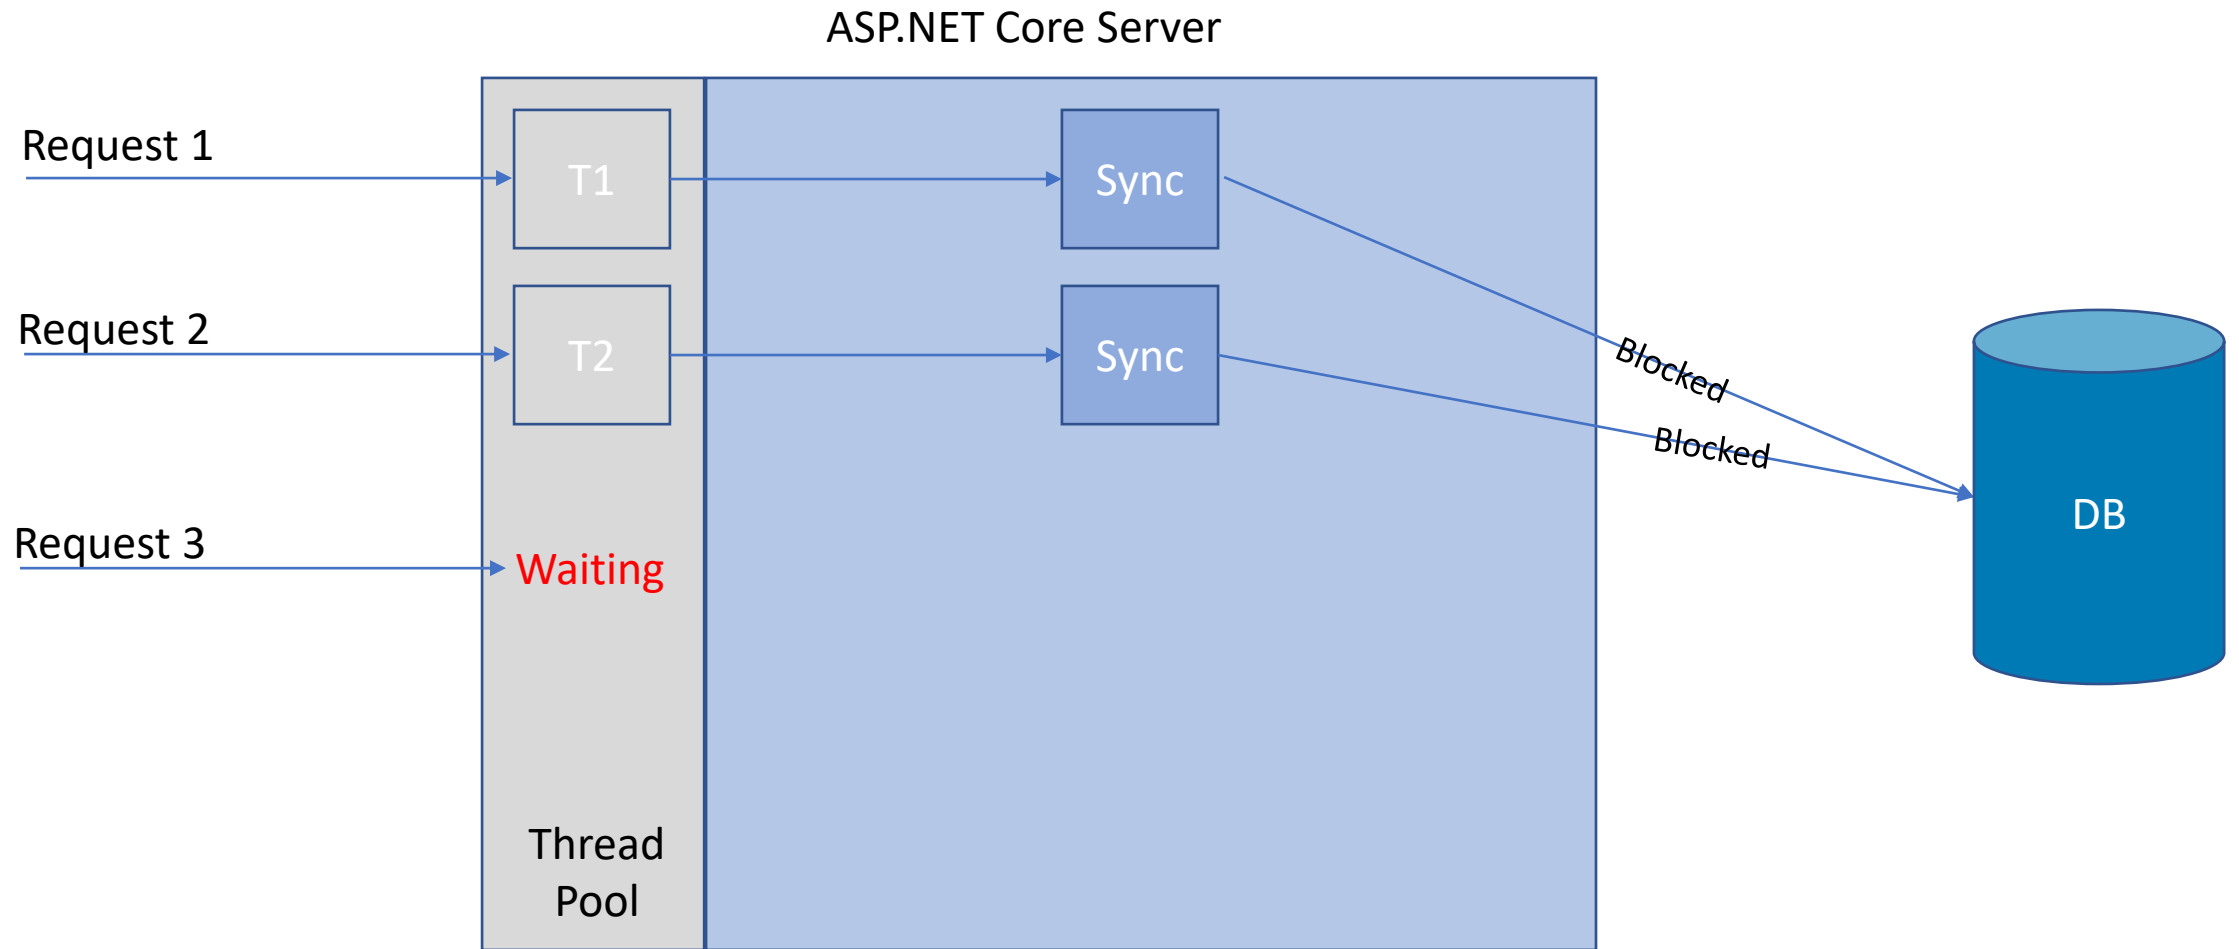 ASP.NET Core Server
Request 1
T1
Sync
Request 2
T2
Sync
Blocked
Blocked
DB
Request 3
Waiting
Thread
Pool